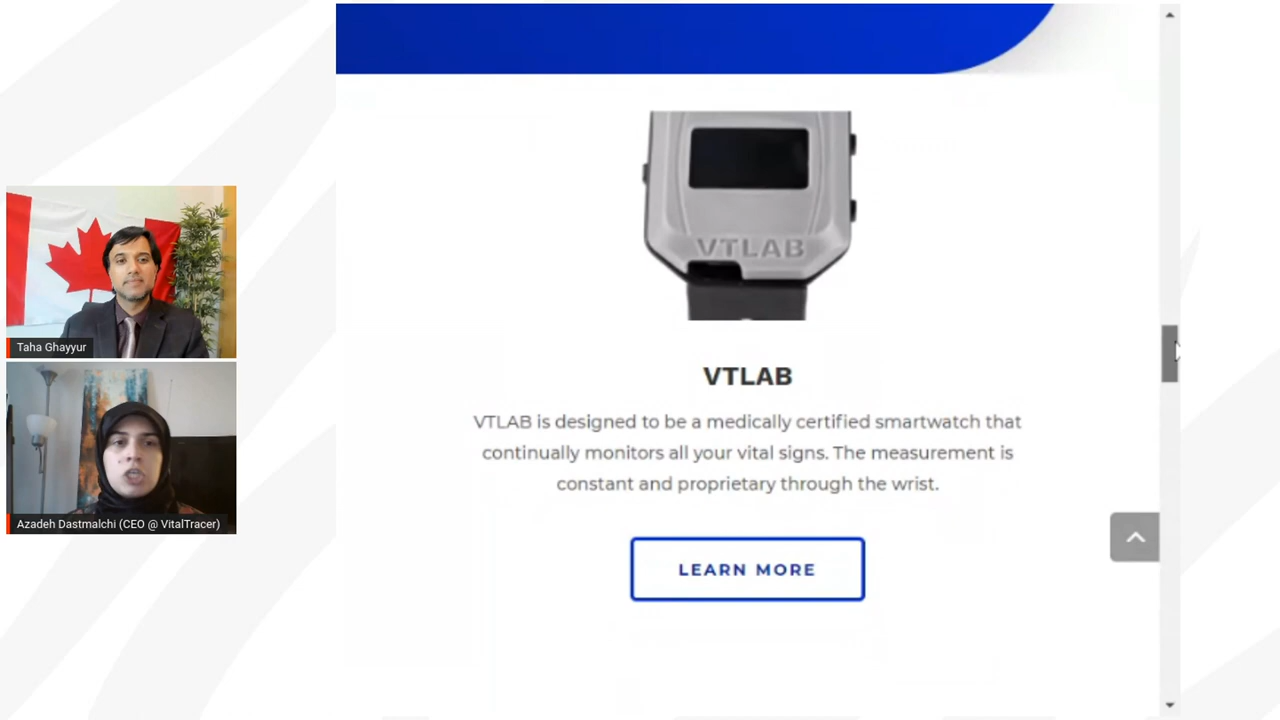 VTLAB
Taha Ghayyur
VTLAB
VTLAB is designed to be a medically certified smartwatch that
continually monitors all your vital signs. The measurement is
constant and proprietary through the wrist.
Azadeh Dastmalchi (CEO @ VitalTracer)
LEARN MORE